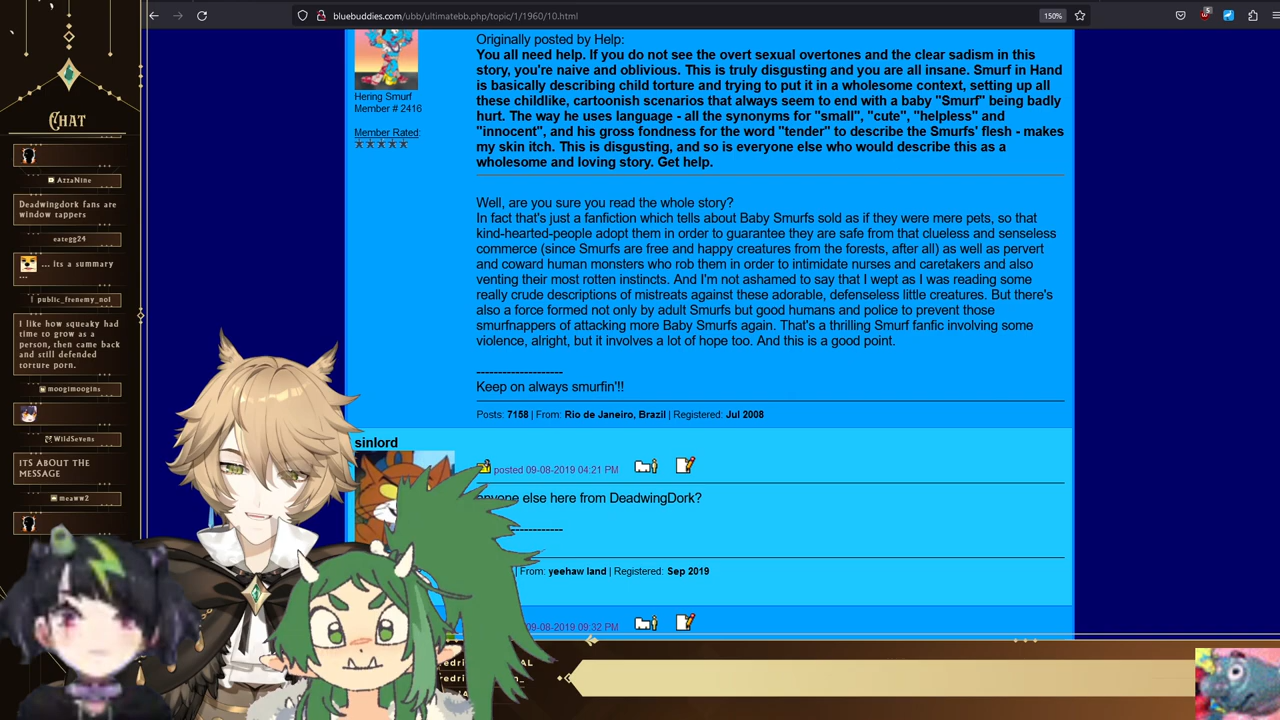 bluebuddies.com/ubb/ultimatebb.php/topic/1/1960/10.html
150%
5
CHAT
AzzaNine
Deadwingdork fans are
window tappers
eategg24
... its a summary
...
public_frenemy_no1
I like how squeaky had
time to grow as a
person, then came back
and still defended
torture porn.
moogimoogins
WildSevens
ITS ABOUT THE
MESSAGE
meaww2
Hering Smurf
Member # 2416
Member Rated:
Originally posted by Help:
You all need help. If you do not see the overt sexual overtones and the clear sadism in this
story, you're naive and oblivious. This is truly disgusting and you are all insane. Smurf in Hand
is basically describing child torture and trying to put it in a wholesome context, setting up all
these childlike, cartoonish scenarios that always seem to end with a baby "Smurf" being badly
hurt. The way he uses language - all the synonyms for "small", "cute", "helpless" and
"innocent", and his gross fondness for the word "tender" to describe the Smurfs' flesh - makes
my skin itch. This is disgusting, and so is everyone else who would describe this as a
wholesome and loving story. Get help.
Well, are you sure you read the whole story?
In fact that's just a fanfiction which tells about Baby Smurfs sold as if they were mere pets, so that
kind-hearted-people adopt them in order to guarantee they are safe from that clueless and senseless
commerce (since Smurfs are free and happy creatures from the forests, after all) as well as pervert
and coward human monsters who rob them in order to intimidate nurses and caretakers and also
venting their most rotten instincts. And I'm not ashamed to say that I wept as I was reading some
really crude descriptions of mistreats against these adorable, defenseless little creatures. But there's
also a force formed not only by adult Smurfs but good humans and police to prevent those
smurfnappers of attacking more Baby Smurfs again. That's a thrilling Smurf fanfic involving some
violence, alright, but it involves a lot of hope too. And this is a good point.
--------------------
Keep on always smurfin'!!
Posts: 7158 | From: Rio de Janeiro, Brazil | Registered: Jul 2008
sinlord
posted 09-08-2019 04:21 PM
anyone else here from DeadwingDork?
| From: yeehaw land | Registered: Sep 2019
09-08-2019 09:32 PM